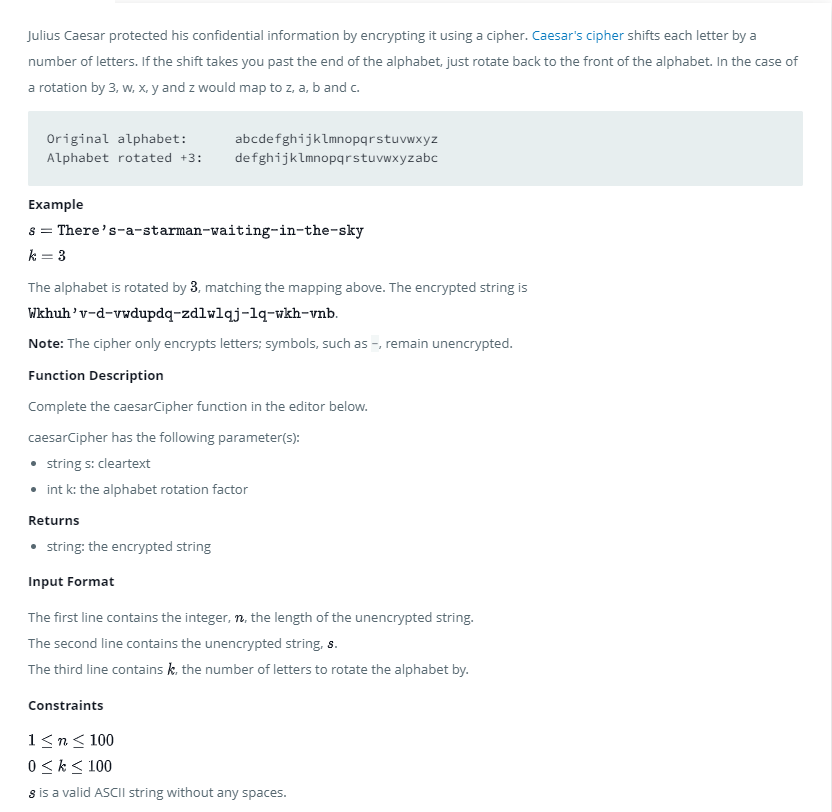 Julius Caesar protected his confidential information by encrypting it using a cipher. Caesar's cipher shifts each letter by a
number of letters. If the shift takes you past the end of the alphabet, just rotate back to the front of the alphabet. In the case of
a rotation by 3, w, x, y and z would map to z, a, b and c.
Original alphabet:      abcdefghijklmnopqrstuvwxyz
Alphabet rotated +3:    defghijklmnopqrstuvwxyzabc
Example
s = There's-a-starman-waiting-in-the-sky
k = 3
The alphabet is rotated by 3, matching the mapping above. The encrypted string is
Wkhuh'v-d-vwdupdq-zdlwlqj-lq-wkh-vnb.
Note: The cipher only encrypts letters; symbols, such as -, remain unencrypted.
Function Description
Complete the caesarCipher function in the editor below.
caesarCipher has the following parameter(s):
• string s: cleartext
• int k: the alphabet rotation factor
Returns
• string: the encrypted string
Input Format
The first line contains the integer, n, the length of the unencrypted string.
The second line contains the unencrypted string, s.
The third line contains k, the number of letters to rotate the alphabet by.
Constraints
1 ≤ n ≤ 100
0 ≤ k ≤ 100
s is a valid ASCII string without any spaces.